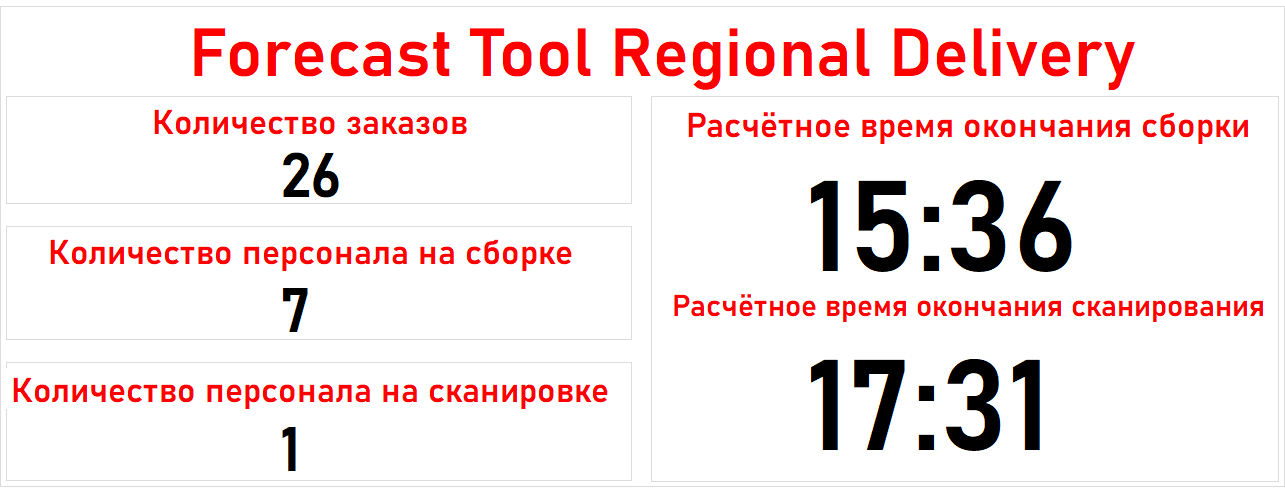 Forecast Tool Regional Delivery
Количество заказов
26
Количество персонала на сборке
7
Количество персонала на сканировке
1
Расчётное время окончания сборки
15:36
Расчётное время окончания сканирования
17:31